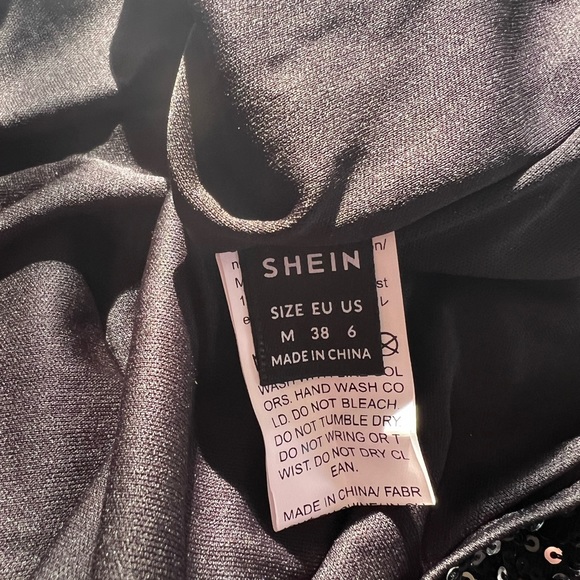 SHEIN
SIZE EU US
M 38 6
MADE IN CHINA
ORS. HAND WASH CO
LD. DO NOT BLEACH
DO NOT TUMBLE DRY.
DO NOT WRING OR T
WIST. DO NOT DRY CL
EAN.
MADE IN CHINA/ FABR